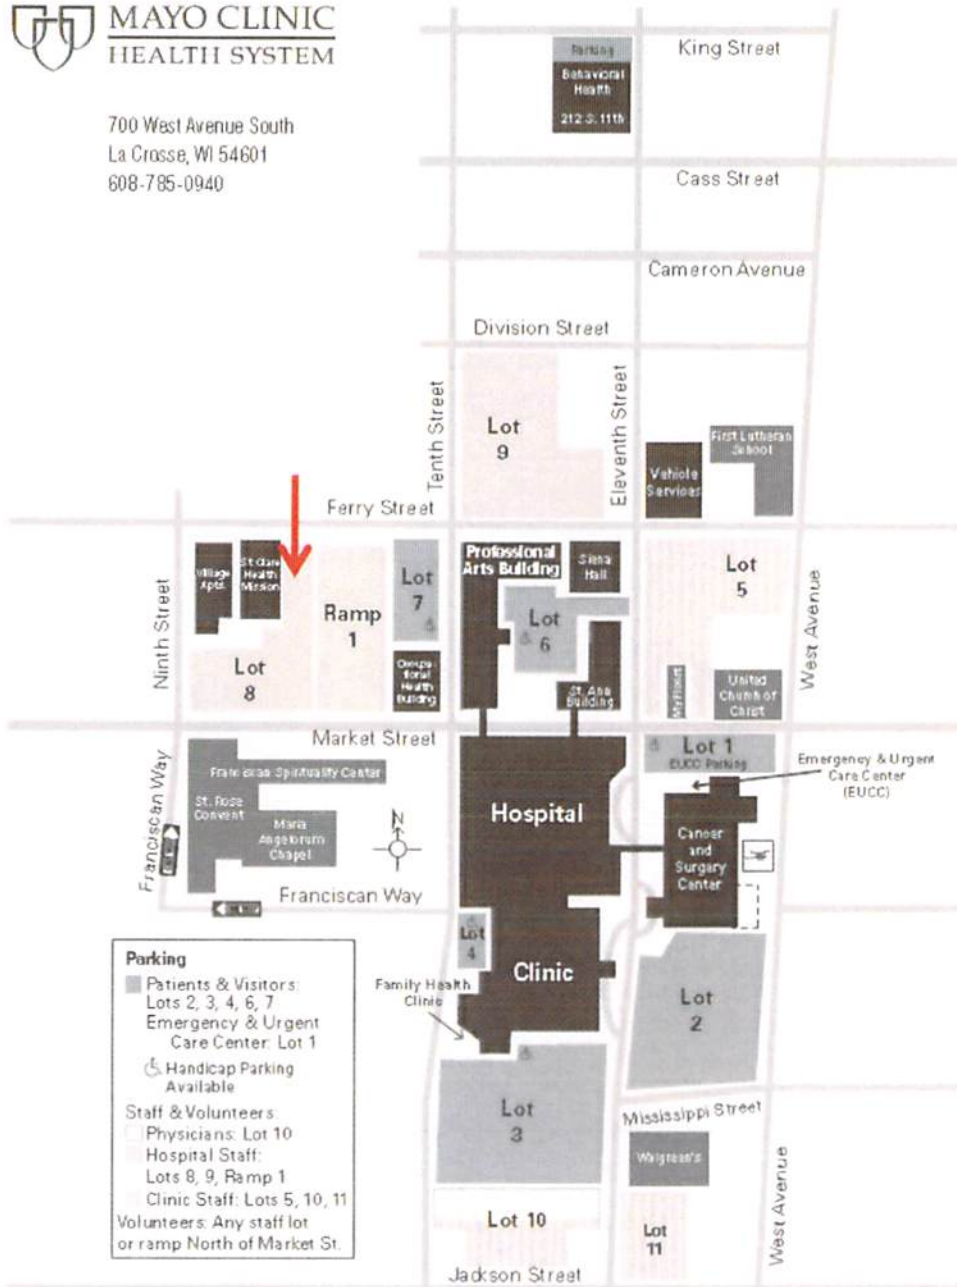 MAYO CLINIC
HEALTH SYSTEM
700 West Avenue South
La Crosse, WI 54601
608-785-0940
Parking
Behavioral
Health
212 S. 11th
King Street
Cass Street
Cameron Avenue
Division Street
Tenth Street
Eleventh Street
Lot
9
Vehicle
Services
First Lutheran
School
Ferry Street
Ninth Street
Village
Apts.
St. Clare
Health
Mission
Lot
8
Ramp
1
Lot
7
Occupa-
tional
Health
Building
Professional
Arts Building
Siena
Hall
Lot
6
St. Ann
Building
Lot
5
United
Church of
Christ
West Avenue
Market Street
Franciscan Way
Franciscan Spirituality Center
St. Rose
Convent
Maria
Angelorum
Chapel
N
Franciscan Way
Hospital
Lot 1
EUCC Parking
Emergency & Urgent
Care Center
(EUCC)
Cancer
and
Surgery
Center
Lot
4
Clinic
Family Health
Clinic
Lot
2
Lot
3
Mississippi Street
Walgreen's
West Avenue
Lot 10
Lot
11
Jackson Street
Parking
Patients & Visitors:
Lots 2, 3, 4, 6, 7
Emergency & Urgent
Care Center: Lot 1
Handicap Parking
Available
Staff & Volunteers:
Physicians: Lot 10
Hospital Staff:
Lots 8, 9, Ramp 1
Clinic Staff: Lots 5, 10, 11
Volunteers: Any staff lot
or ramp North of Market St.